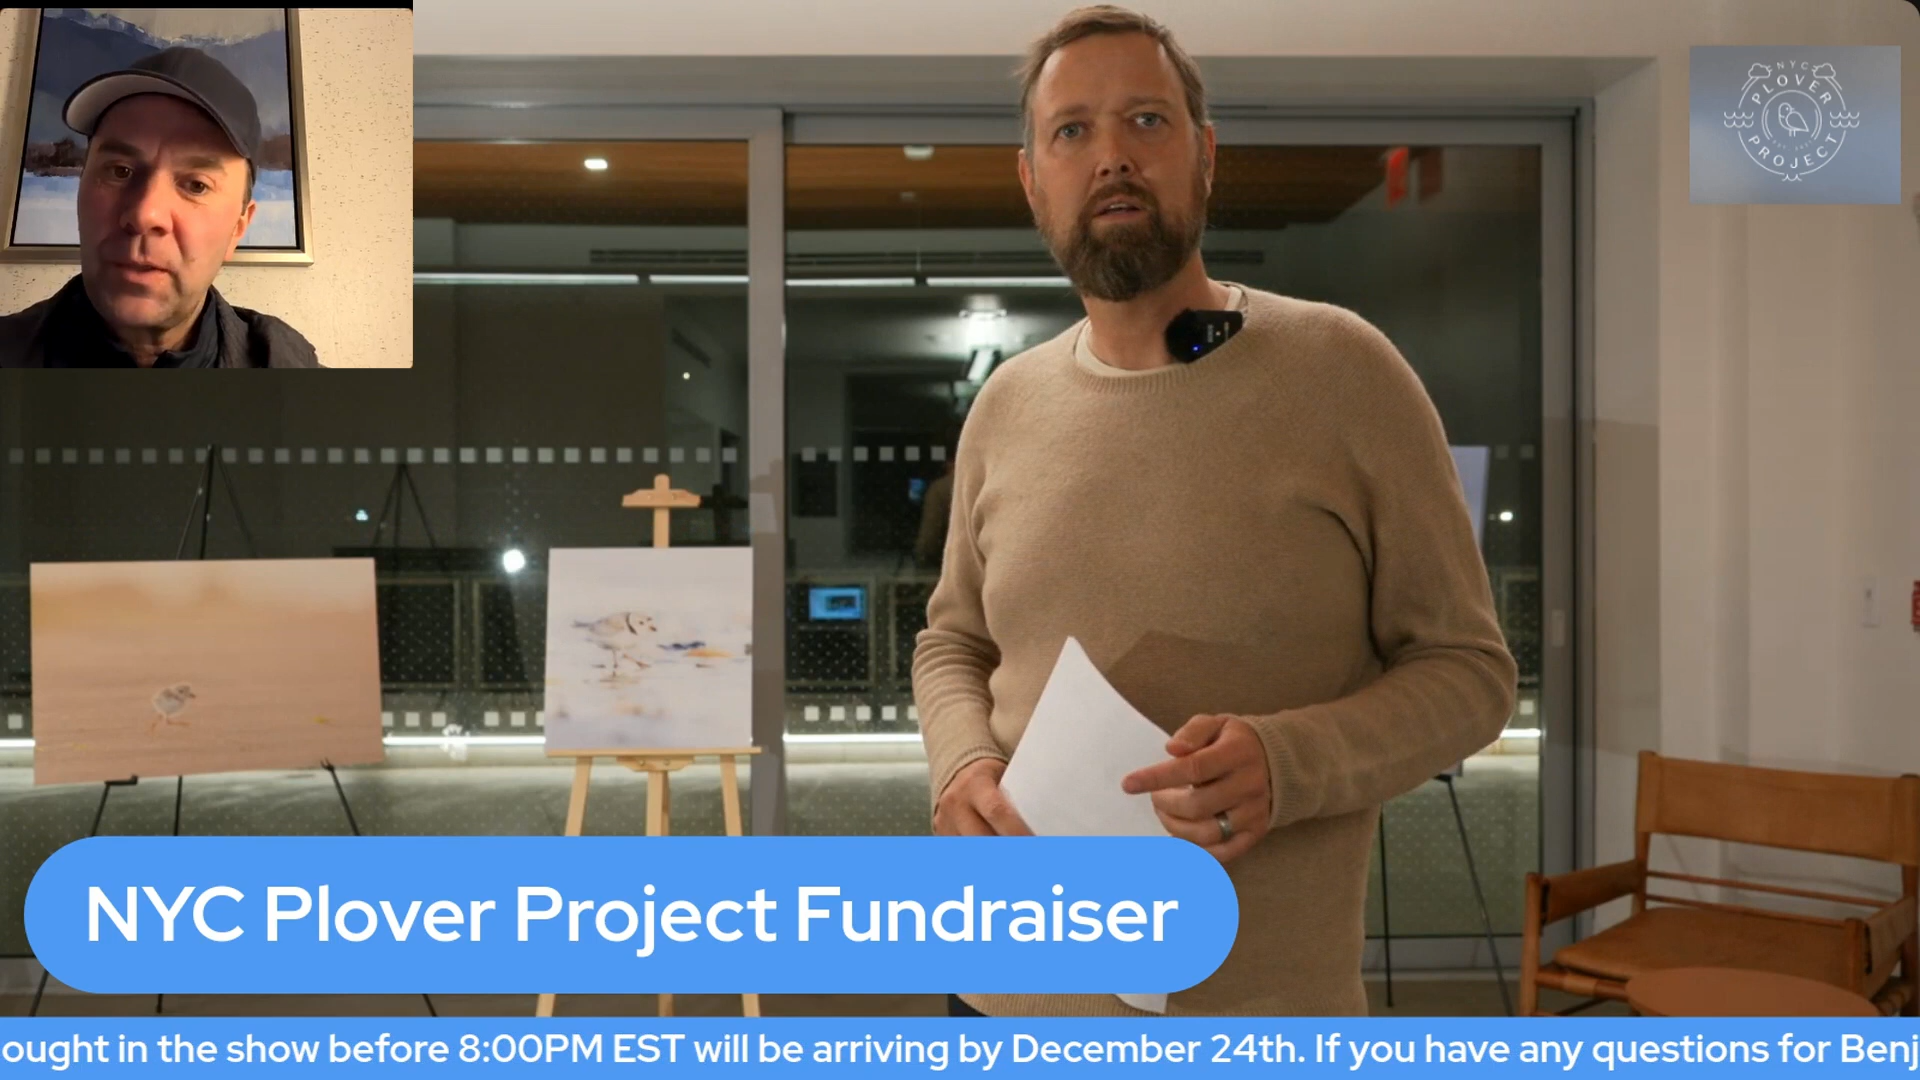 NYC
PLOVER
PROJECT
NYC Plover Project Fundraiser
ought in the show before 8:00PM EST will be arriving by December 24th. If you have any questions for Benj